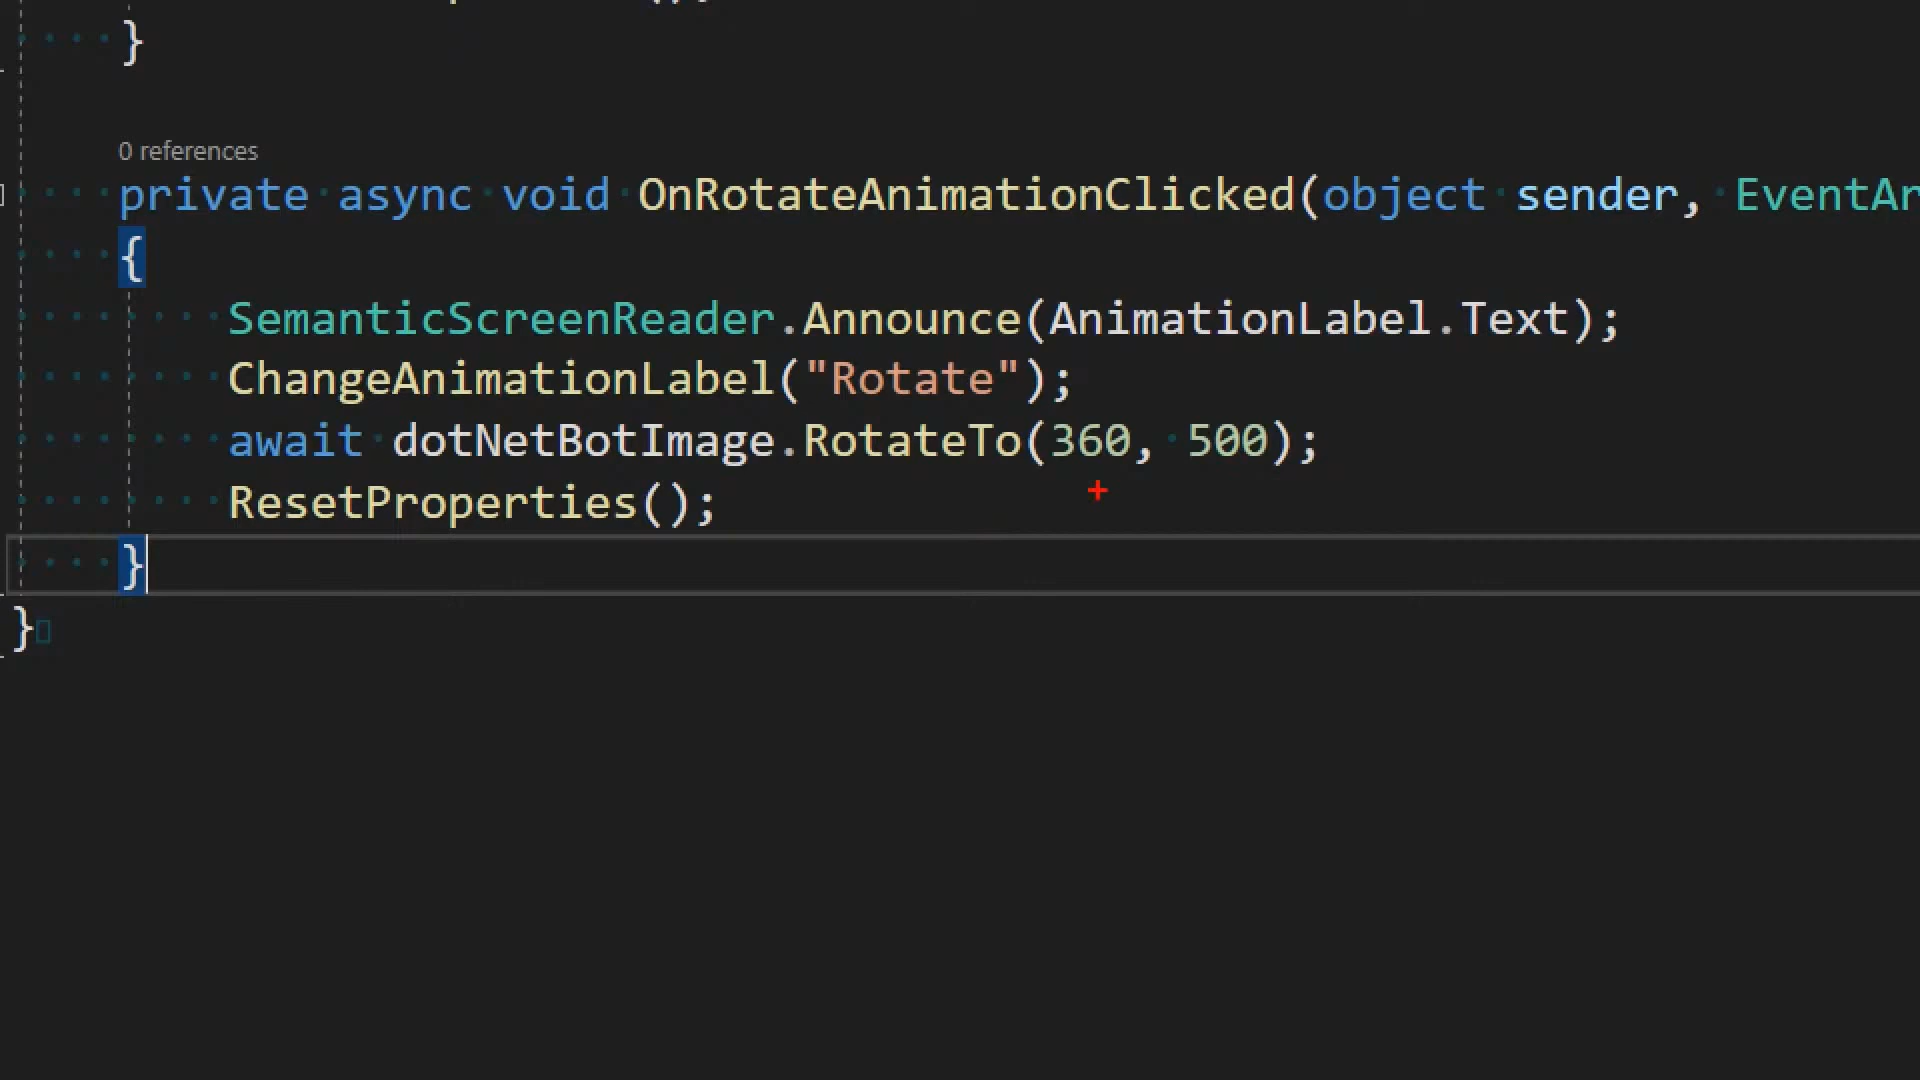 }
0 references
private async void OnRotateAnimationClicked(object sender, EventAr
{
SemanticScreenReader.Announce(AnimationLabel.Text);
ChangeAnimationLabel("Rotate");
await dotNetBotImage.RotateTo(360, 500);
ResetProperties();
}
}